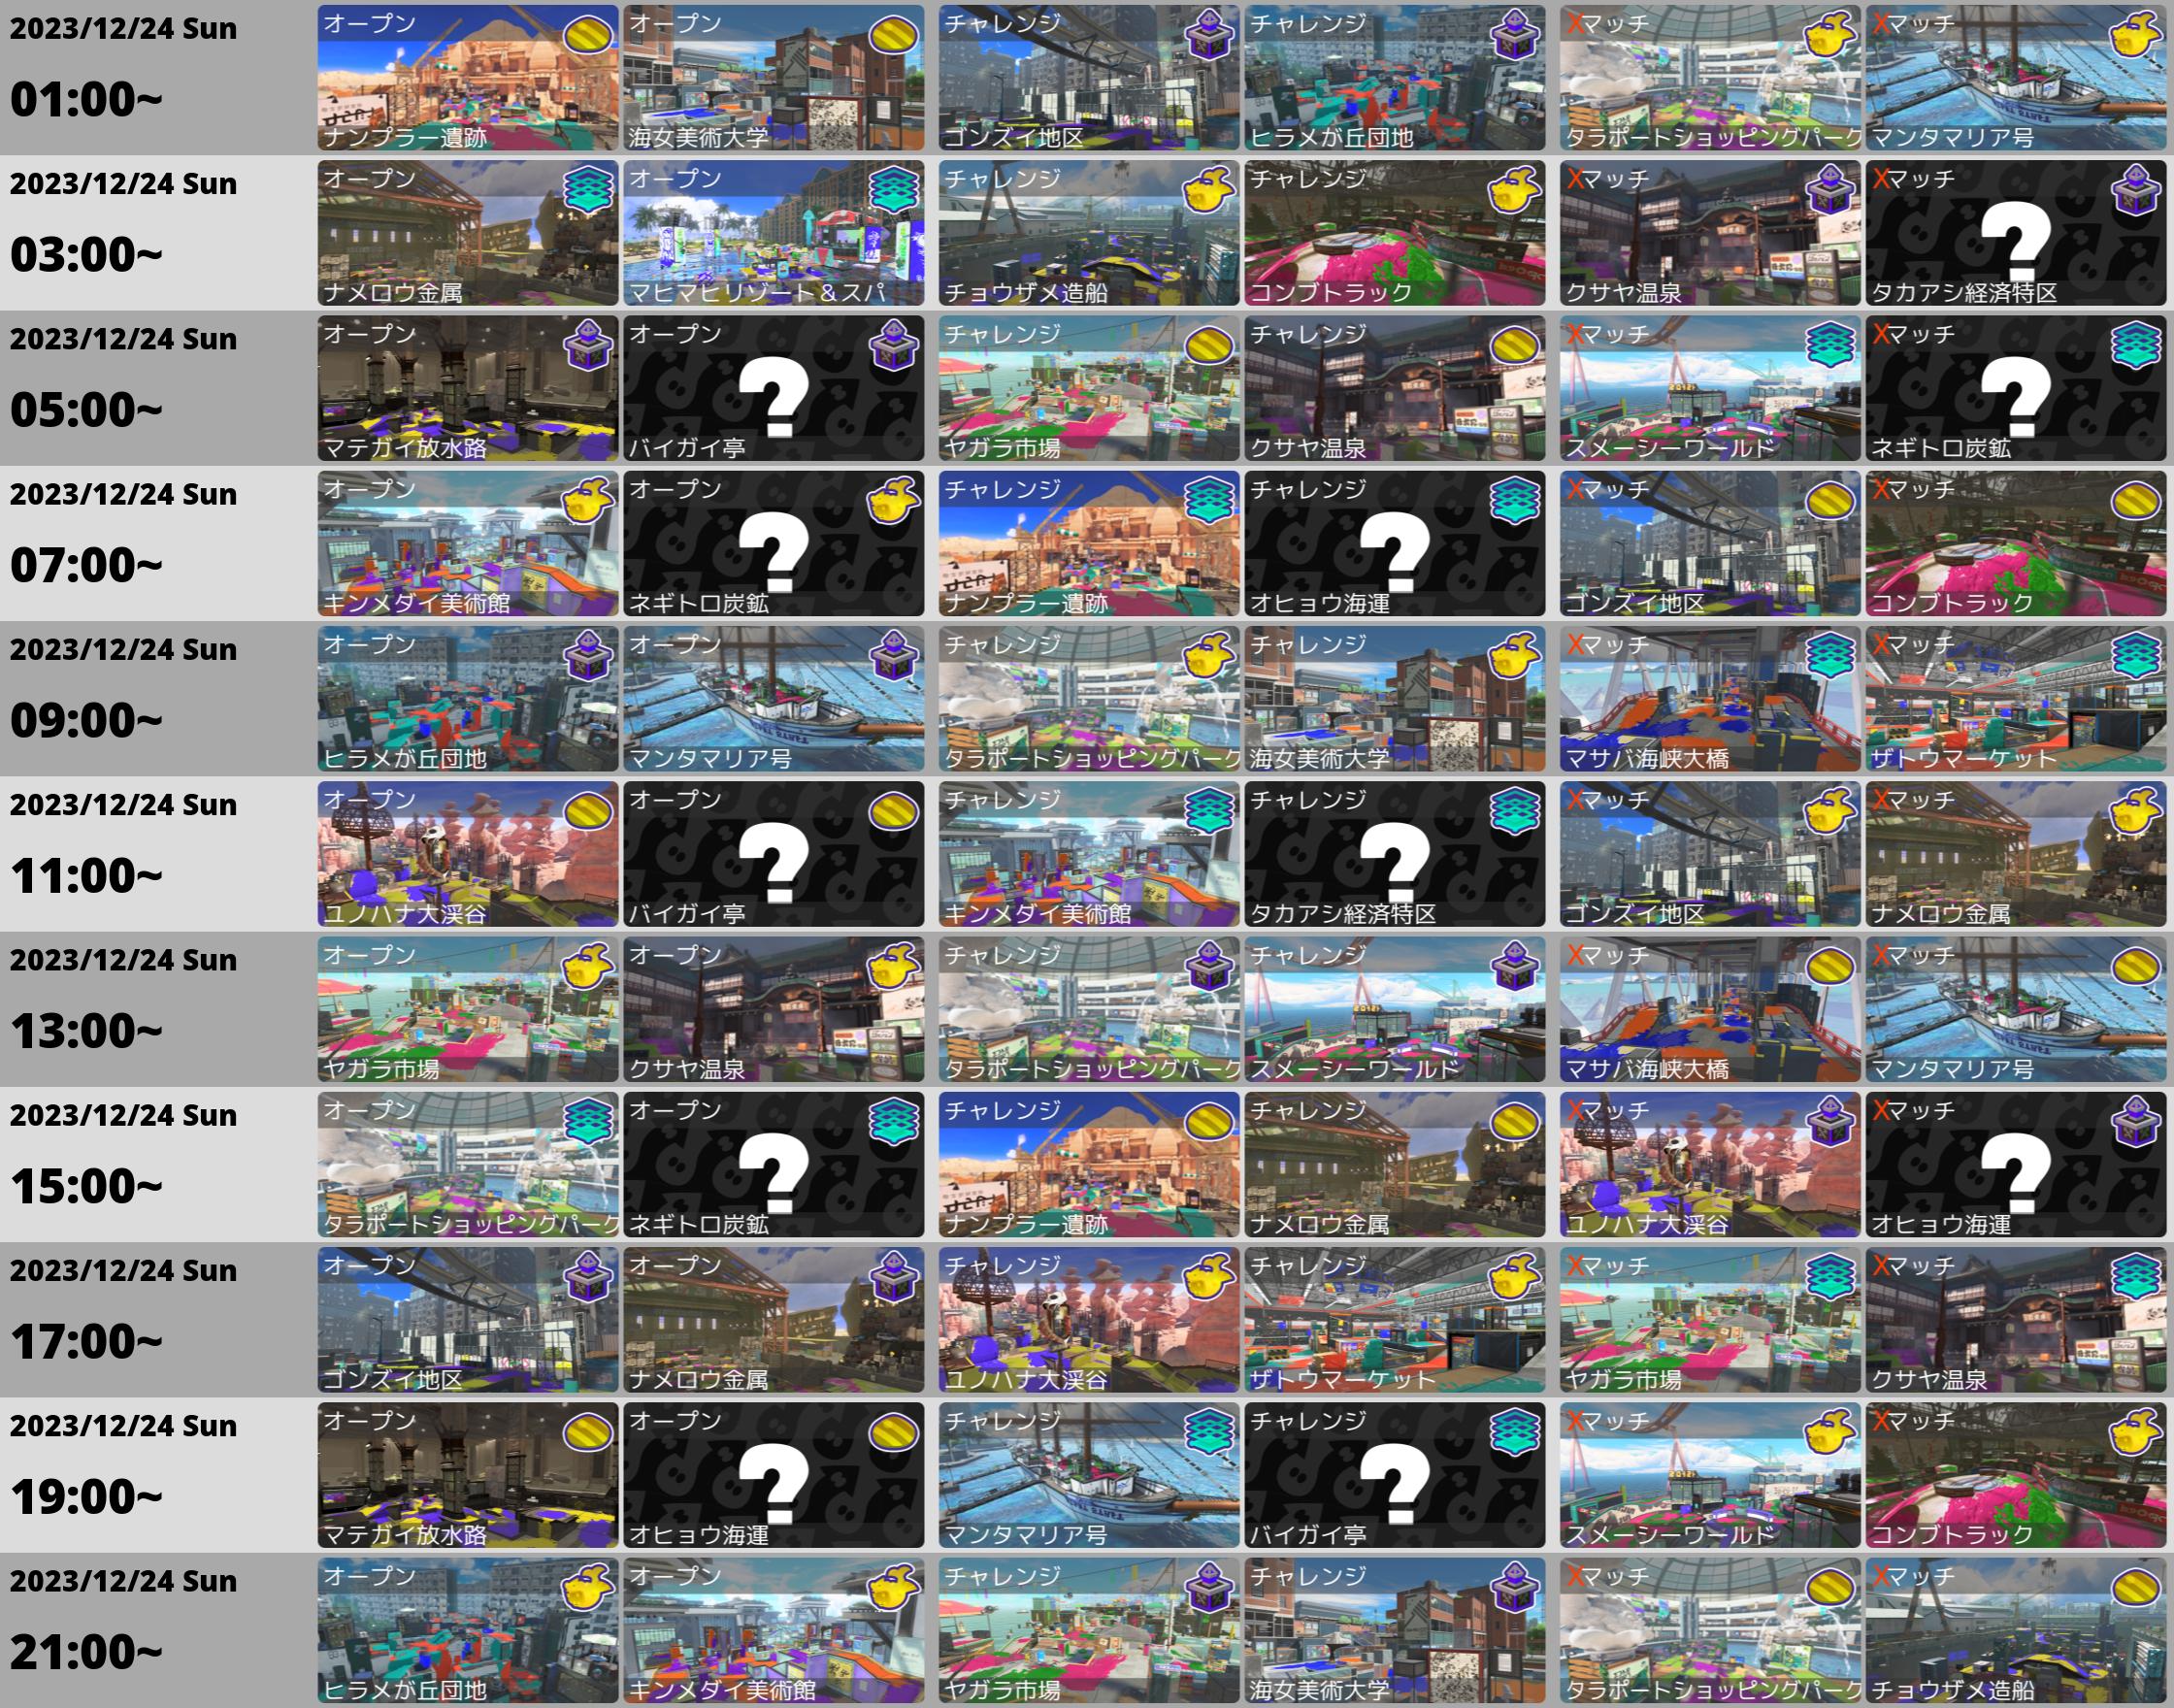 2023/12/24 Sun
01:00~
オープン
ナンプラー遺跡
オープン
海女美術大学
チャレンジ
ゴンズイ地区
チャレンジ
ヒラメが丘団地
Xマッチ
タラポートショッピングパーク
Xマッチ
マンタマリア号
2023/12/24 Sun
03:00~
オープン
ナメロウ金属
オープン
マヒマヒリゾート＆スパ
チャレンジ
チョウザメ造船
チャレンジ
コンブトラック
Xマッチ
クサヤ温泉
Xマッチ
?
タカアシ経済特区
2023/12/24 Sun
05:00~
オープン
マテガイ放水路
オープン
?
バイガイ亭
チャレンジ
ヤガラ市場
チャレンジ
クサヤ温泉
Xマッチ
スメーシーワールド
Xマッチ
?
ネギトロ炭鉱
2023/12/24 Sun
07:00~
オープン
キンメダイ美術館
オープン
?
ネギトロ炭鉱
チャレンジ
ナンプラー遺跡
チャレンジ
?
オヒョウ海運
Xマッチ
ゴンズイ地区
Xマッチ
コンブトラック
2023/12/24 Sun
09:00~
オープン
ヒラメが丘団地
オープン
マンタマリア号
チャレンジ
タラポートショッピングパーク
チャレンジ
海女美術大学
Xマッチ
マサバ海峡大橋
Xマッチ
ザトウマーケット
2023/12/24 Sun
11:00~
オープン
ユノハナ大渓谷
オープン
?
バイガイ亭
チャレンジ
キンメダイ美術館
チャレンジ
?
タカアシ経済特区
Xマッチ
ゴンズイ地区
Xマッチ
ナメロウ金属
2023/12/24 Sun
13:00~
オープン
ヤガラ市場
オープン
クサヤ温泉
チャレンジ
タラポートショッピングパーク
チャレンジ
スメーシーワールド
Xマッチ
マサバ海峡大橋
Xマッチ
マンタマリア号
2023/12/24 Sun
15:00~
オープン
タラポートショッピングパーク
オープン
?
ネギトロ炭鉱
チャレンジ
ナンプラー遺跡
チャレンジ
ナメロウ金属
Xマッチ
ユノハナ大渓谷
Xマッチ
?
オヒョウ海運
2023/12/24 Sun
17:00~
オープン
ゴンズイ地区
オープン
ナメロウ金属
チャレンジ
ユノハナ大渓谷
チャレンジ
ザトウマーケット
Xマッチ
ヤガラ市場
Xマッチ
クサヤ温泉
2023/12/24 Sun
19:00~
オープン
マテガイ放水路
オープン
?
オヒョウ海運
チャレンジ
マンタマリア号
チャレンジ
?
バイガイ亭
Xマッチ
スメーシーワールド
Xマッチ
コンブトラック
2023/12/24 Sun
21:00~
オープン
ヒラメが丘団地
オープン
キンメダイ美術館
チャレンジ
ヤガラ市場
チャレンジ
海女美術大学
Xマッチ
タラポートショッピングパーク
Xマッチ
チョウザメ造船